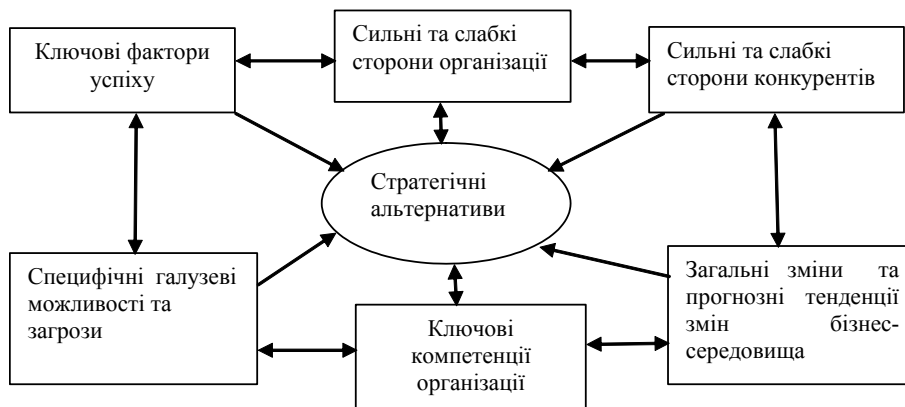 Ключові фактори
успіху
Сильні та слабкі
сторони організації
Сильні та слабкі
сторони конкурентів
Стратегічні
альтернативи
Специфічні галузеві
можливості та
загрози
Ключові
компетенції
організації
Загальні зміни та
прогнозні тенденції
змін бізнес-
середовища